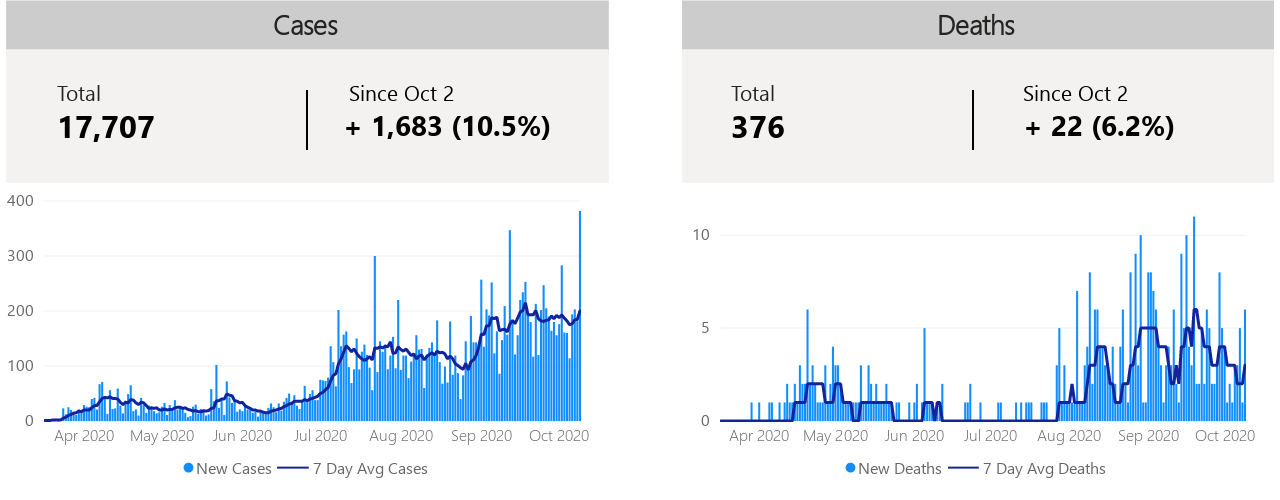 Cases
Total
17,707
Since Oct 2
+ 1,683 (10.5%)
400
300
200
100
0
Apr 2020 May 2020 Jun 2020 Jul 2020 Aug 2020 Sep 2020 Oct 2020
New Cases 7 Day Avg Cases
Deaths
Total
376
Since Oct 2
+ 22 (6.2%)
10
5
0
Apr 2020 May 2020 Jun 2020 Jul 2020 Aug 2020 Sep 2020 Oct 2020
New Deaths 7 Day Avg Deaths